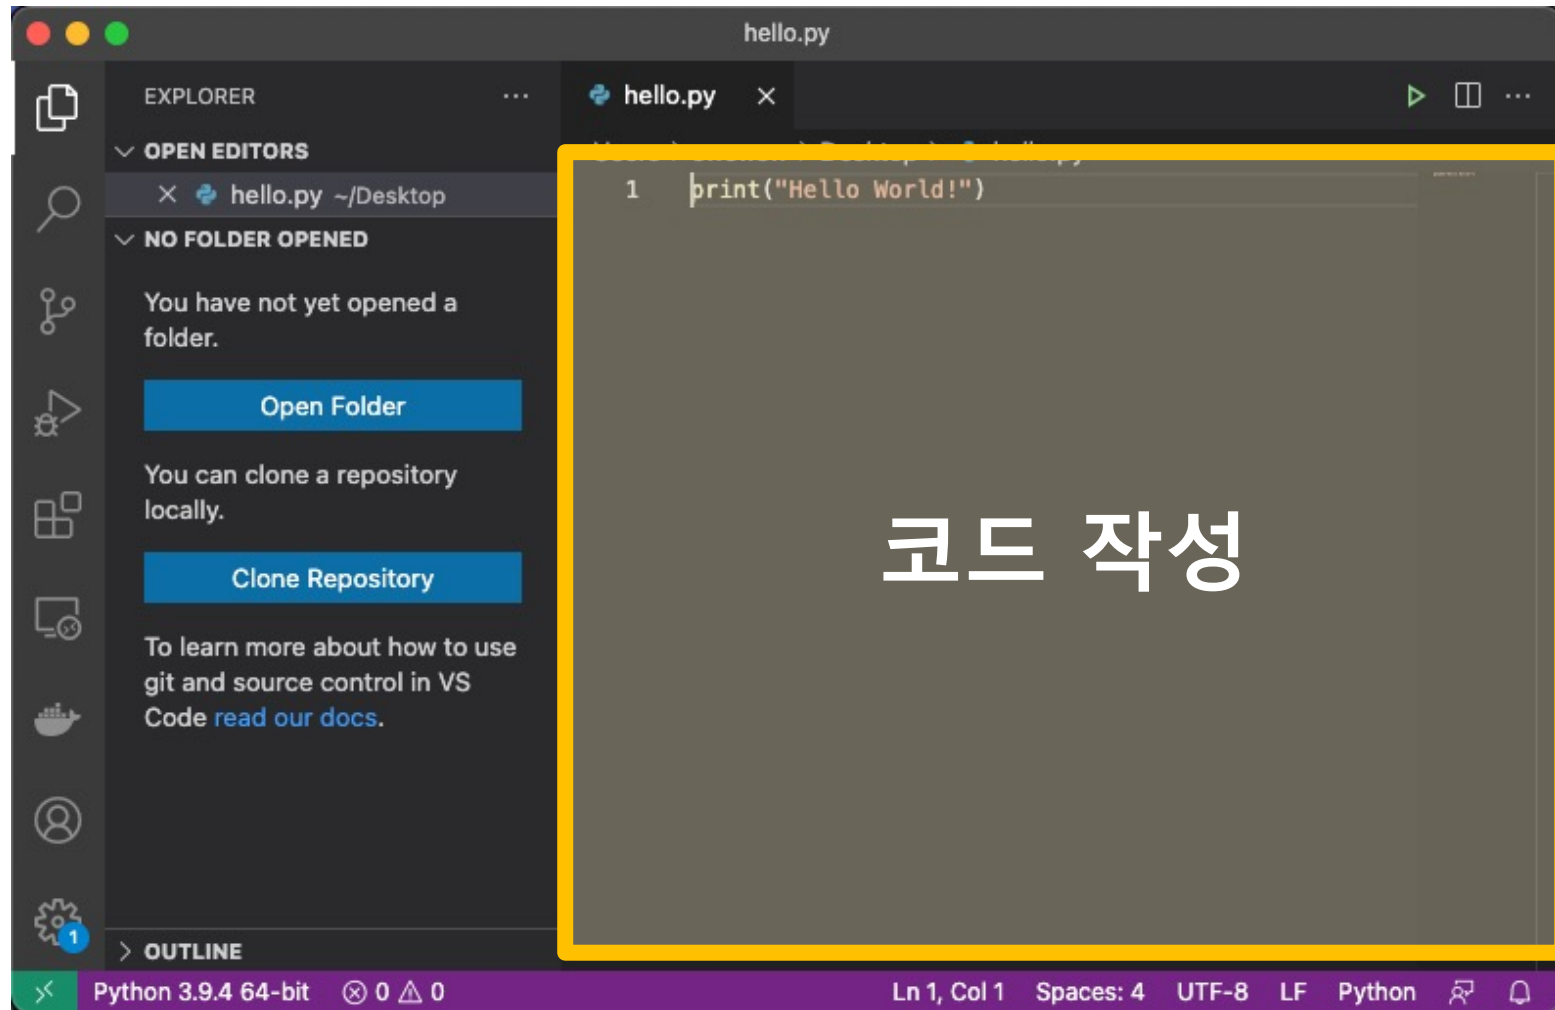 hello.py
EXPLORER
hello.py
OPEN EDITORS
hello.py ~/Desktop
NO FOLDER OPENED
1 print("Hello World!")
You have not yet opened a
folder.
Open Folder
You can clone a repository
locally.
코드 작성
Clone Repository
To learn more about how to use
git and source control in VS
Code read our docs.
1
OUTLINE
Python 3.9.4 64-bit 0 0 Ln 1, Col 1 Spaces: 4 UTF-8 LF Python